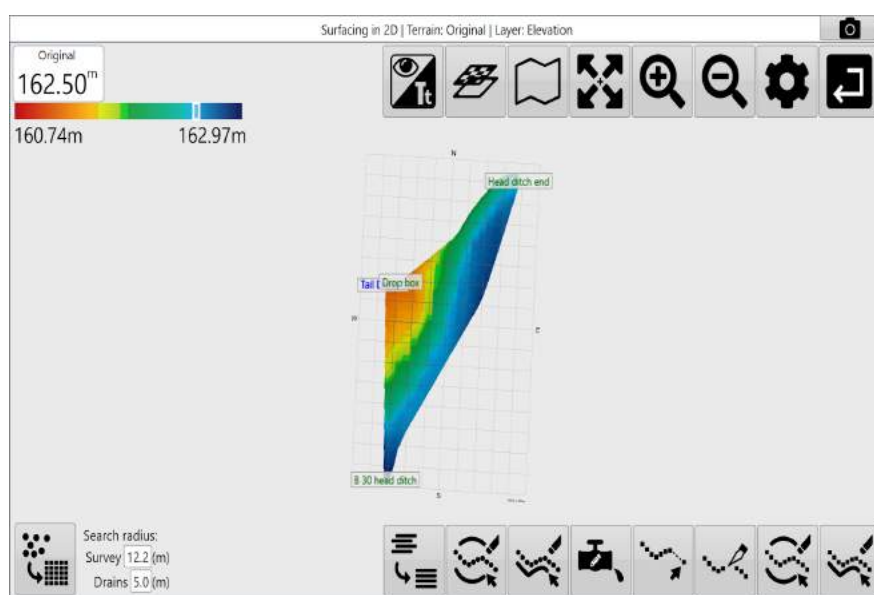 Surfacing in 2D | Terrain: Original | Layer: Elevation
Original
162.50m
Tt
160.74m 162.97m
N
Head ditch end
Tail Drop box
W
E
B 30 head ditch
S
Search radius:
Survey 12.2 (m)
Drains 5.0 (m)